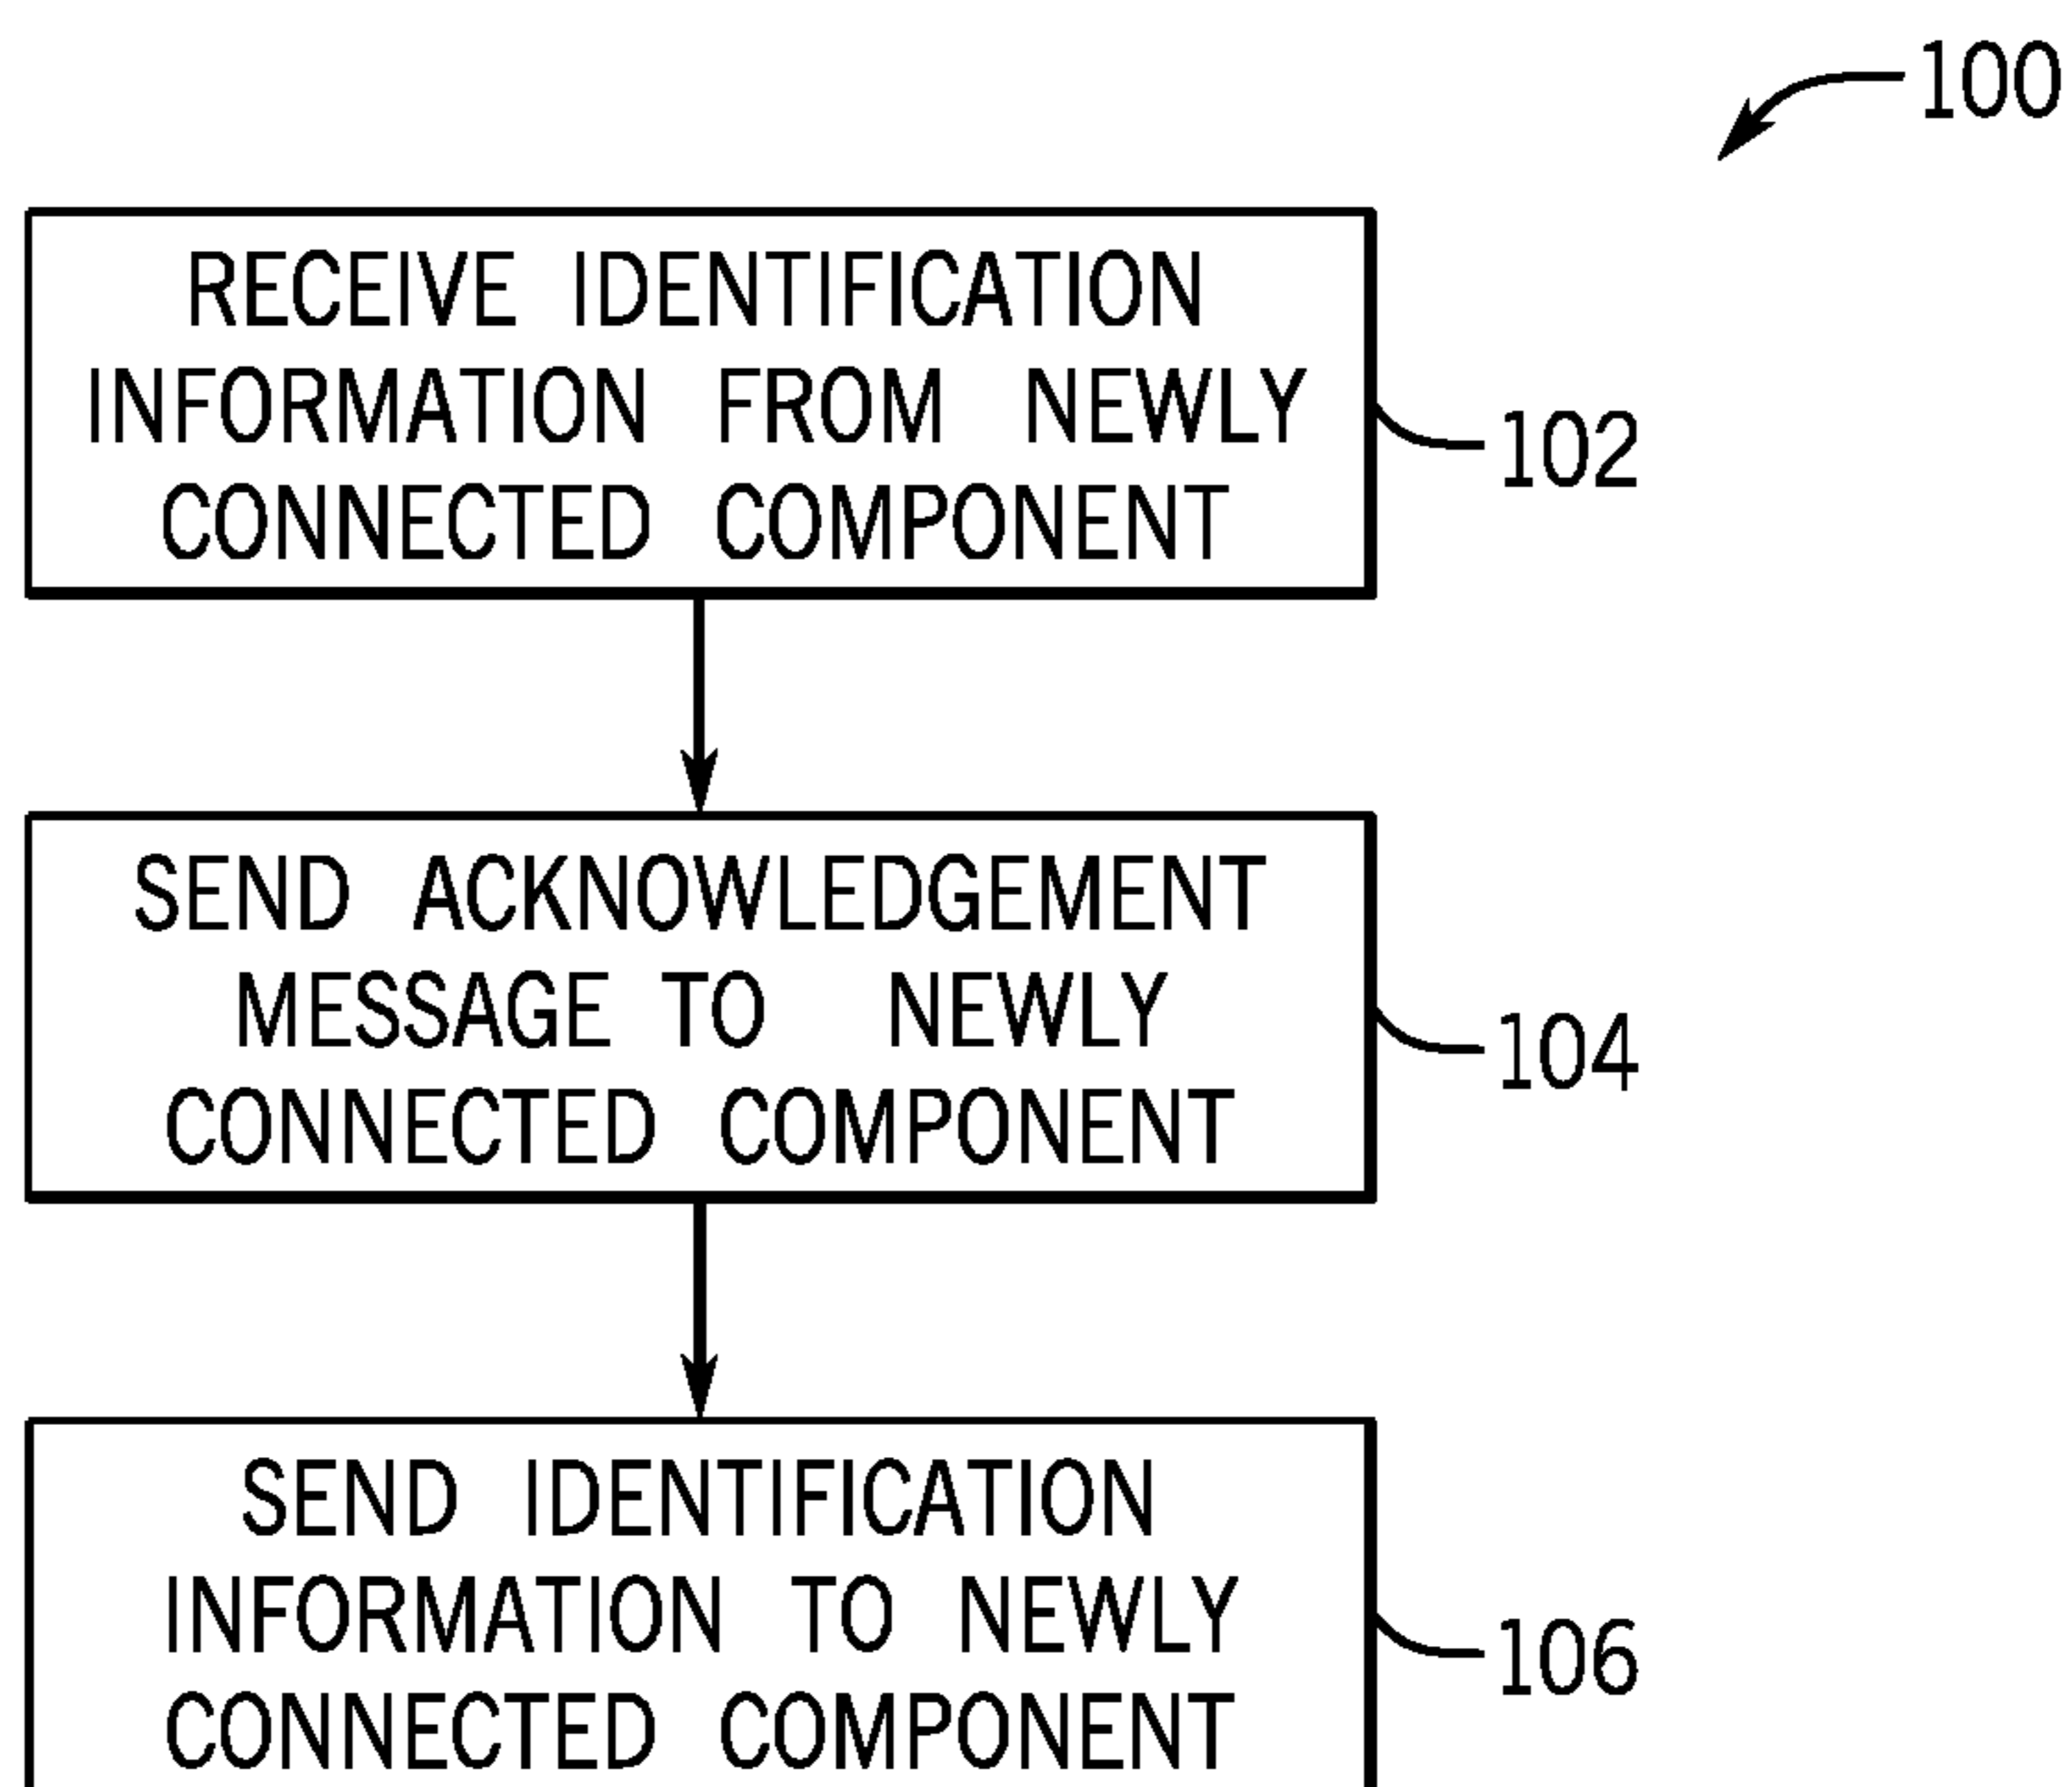 100
RECEIVE IDENTIFICATION
INFORMATION FROM NEWLY
CONNECTED COMPONENT
102
SEND ACKNOWLEDGEMENT
MESSAGE TO NEWLY
CONNECTED COMPONENT
104
SEND IDENTIFICATION
INFORMATION TO NEWLY
CONNECTED COMPONENT
106